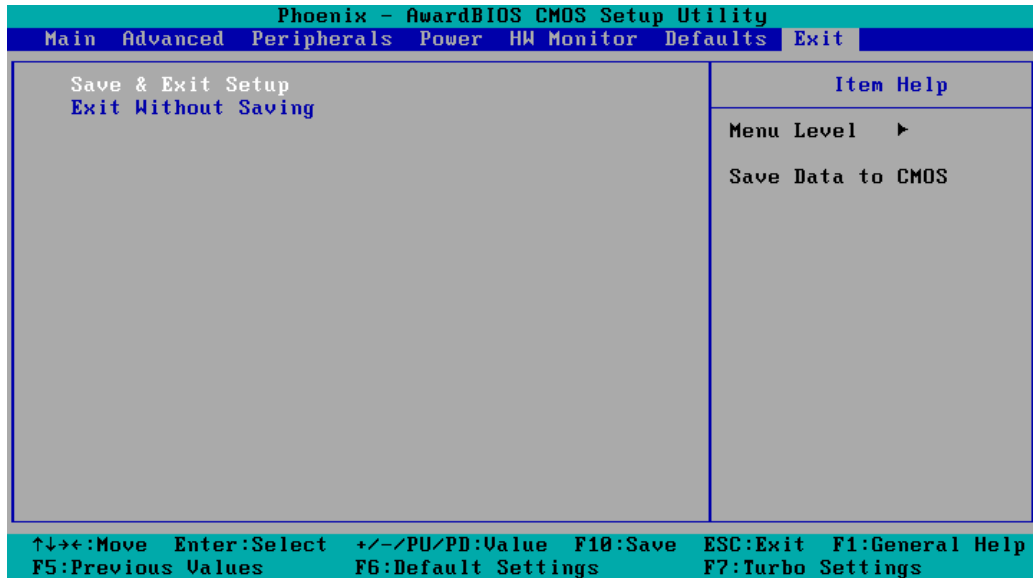 Phoenix - AwardBIOS CMOS Setup Utility
Main Advanced Peripherals Power HW Monitor Defaults Exit
Save & Exit Setup
Exit Without Saving
Item Help
Menu Level ▶
Save Data to CMOS
↑↓→←:Move Enter:Select +/-/PU/PD:Value F10:Save ESC:Exit F1:General Help
F5:Previous Values F6:Default Settings F7:Turbo Settings